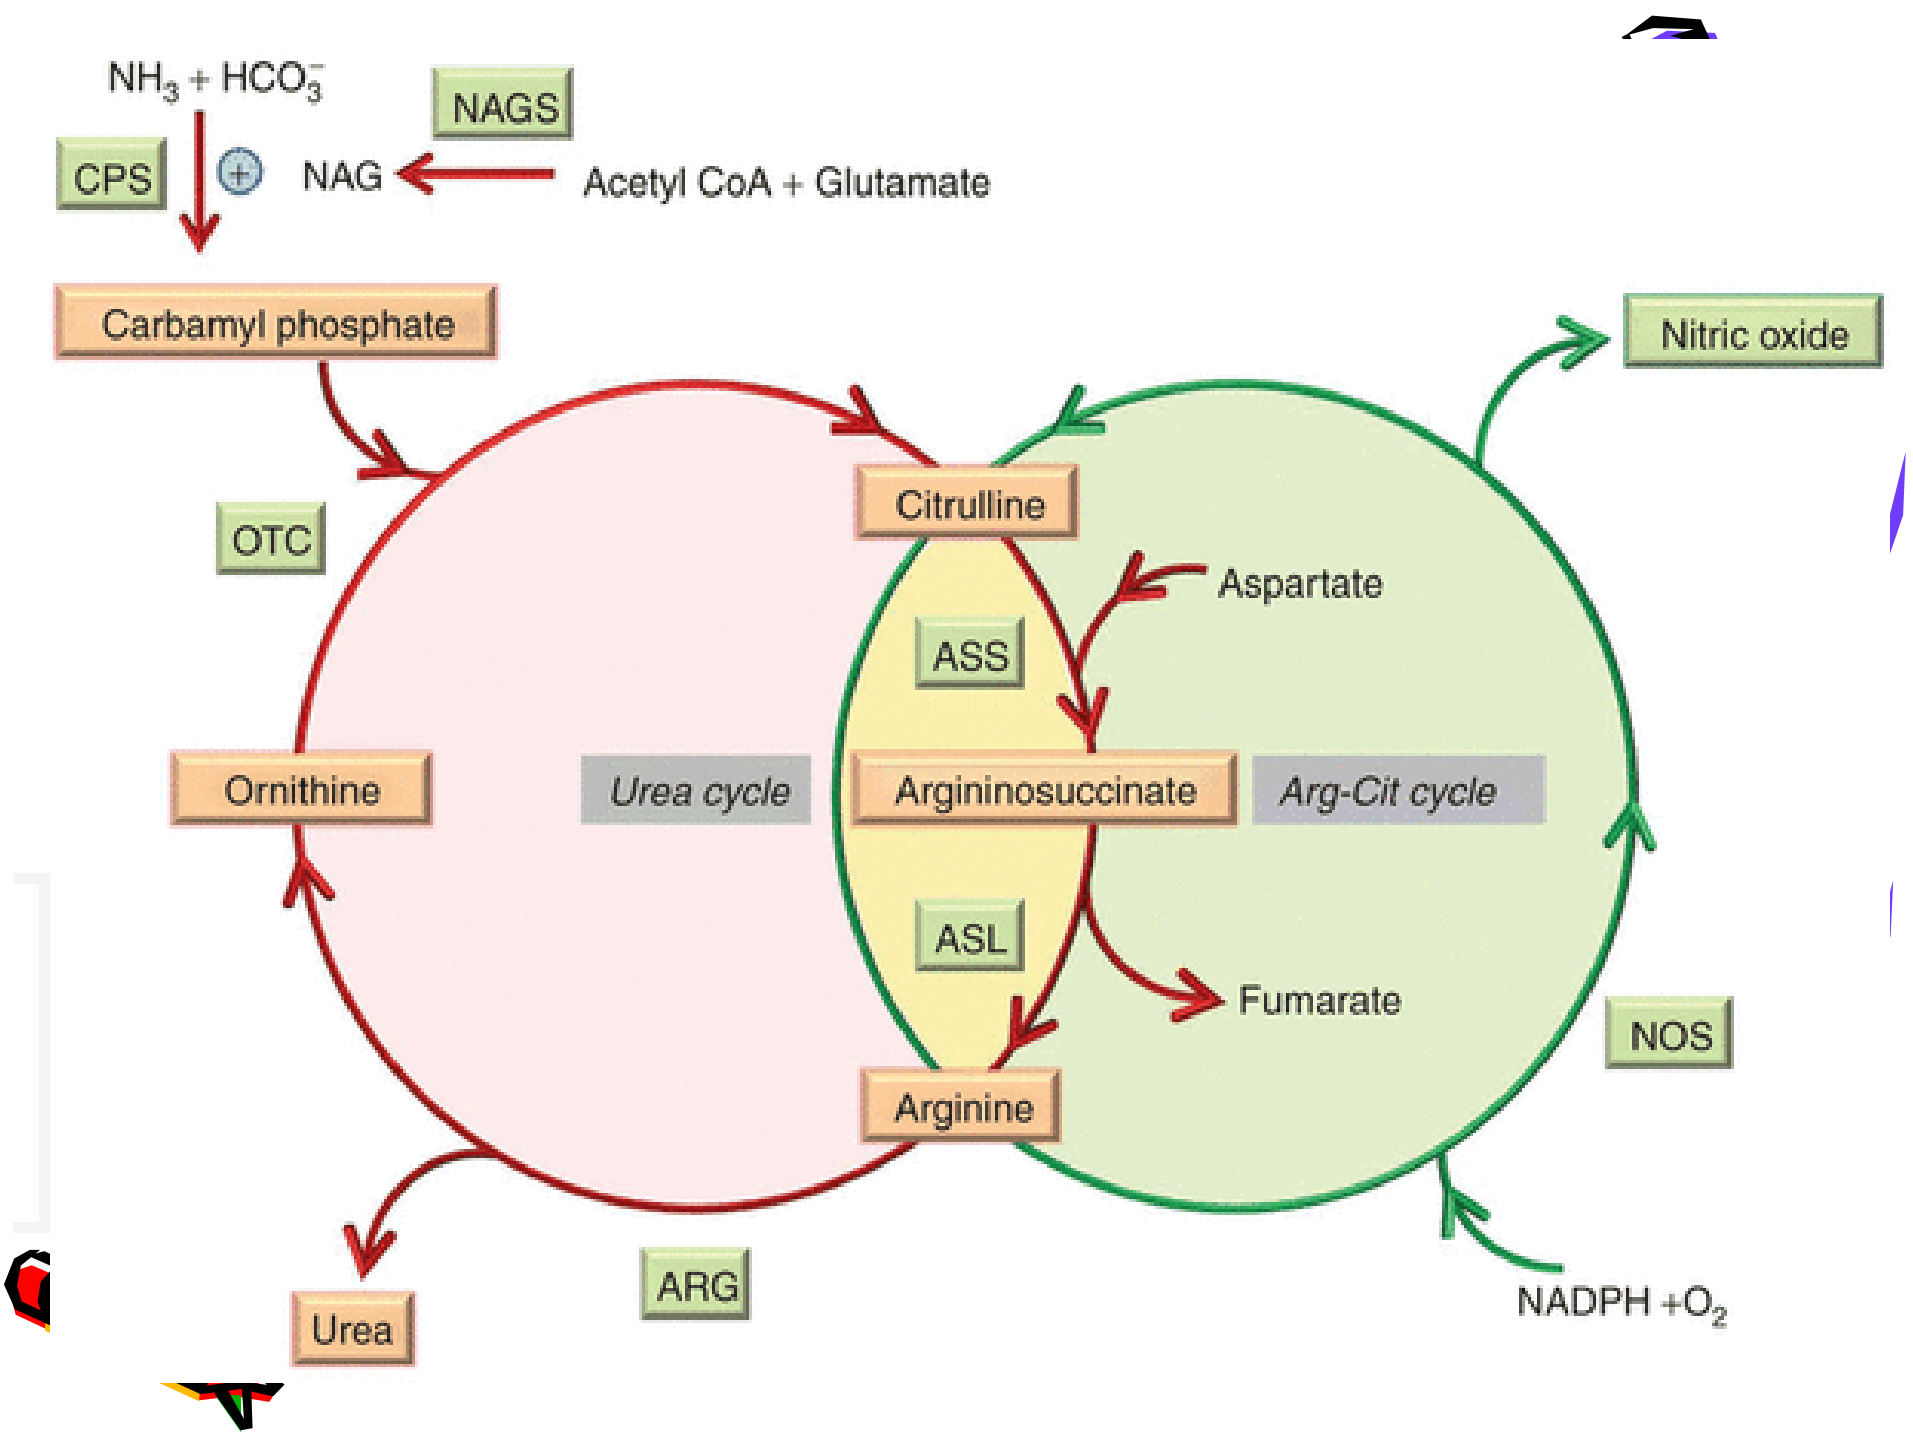 NH₃ + HCO₃⁻
NAGS
CPS
+
NAG
Acetyl CoA + Glutamate
Carbamyl phosphate
Nitric oxide
Citrulline
OTC
Aspartate
ASS
Ornithine
Urea cycle
Argininosuccinate
Arg-Cit cycle
ASL
Fumarate
NOS
Arginine
ARG
Urea
NADPH +O₂